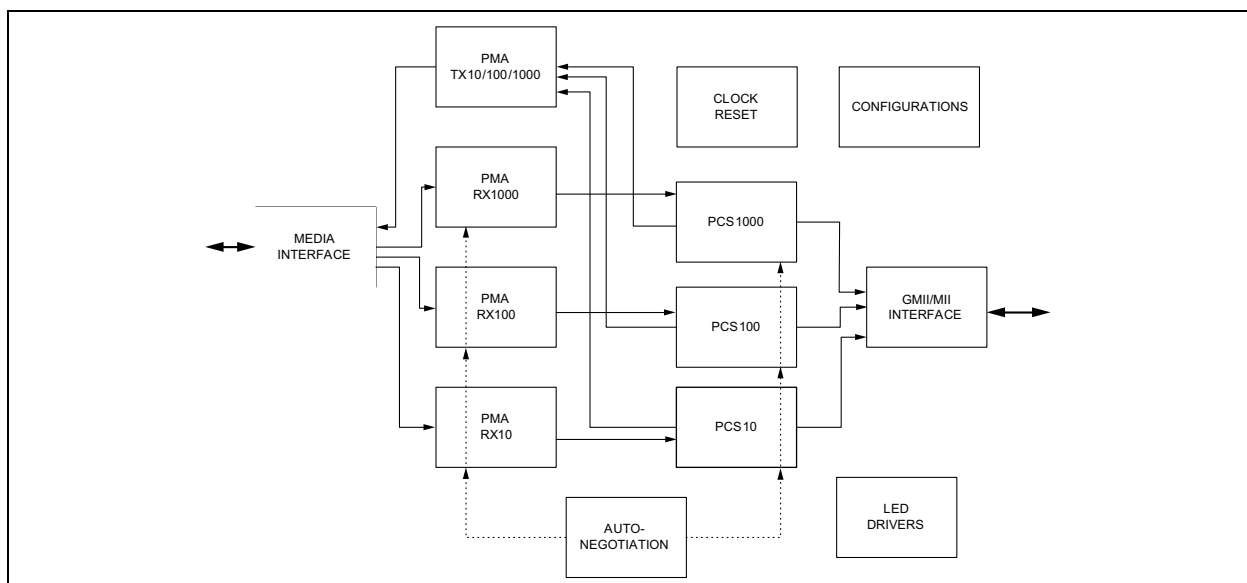 PMA
TX10/100/1000
CLOCK
RESET
CONFIGURATIONS
PMA
RX1000
PCS1000
MEDIA
INTERFACE
PMA
RX100
PCS100
GMII/MII
INTERFACE
PMA
RX10
PCS10
AUTO-
NEGOTIATION
LED
DRIVERS